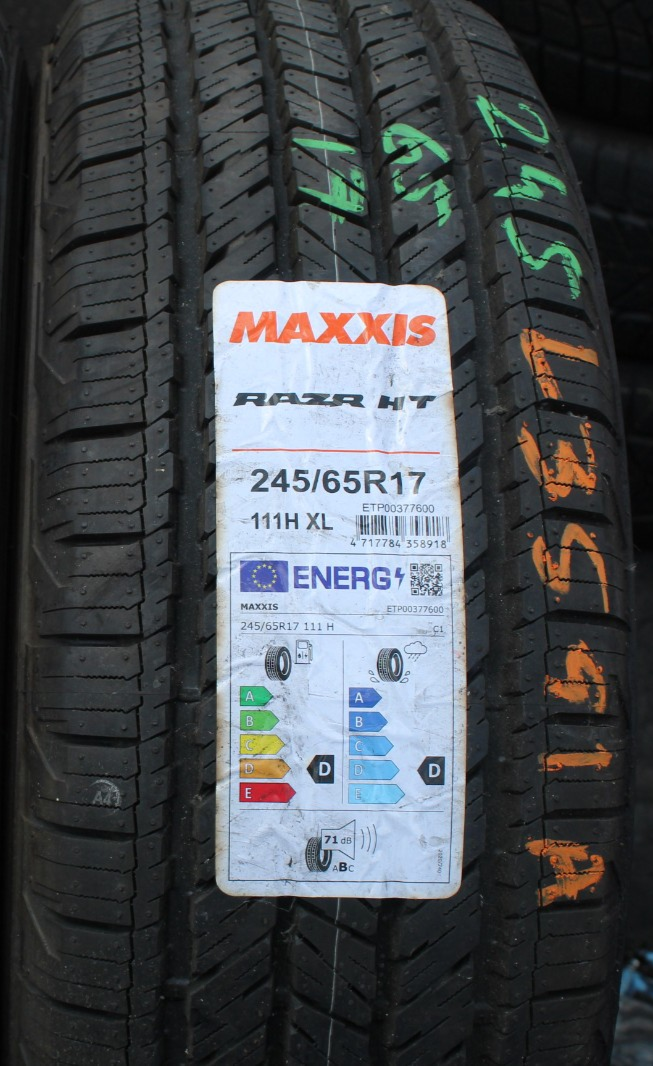 245
65
17
MAXXIS
RAZR HT
245/65R17
111H XL
ETP00377600
4 717784 358918
ENERG
MAXXIS
ETP00377600
245/65R17 111 H
C1
A
B
C
D
E
D
A
B
C
D
E
D
71 dB
ABC